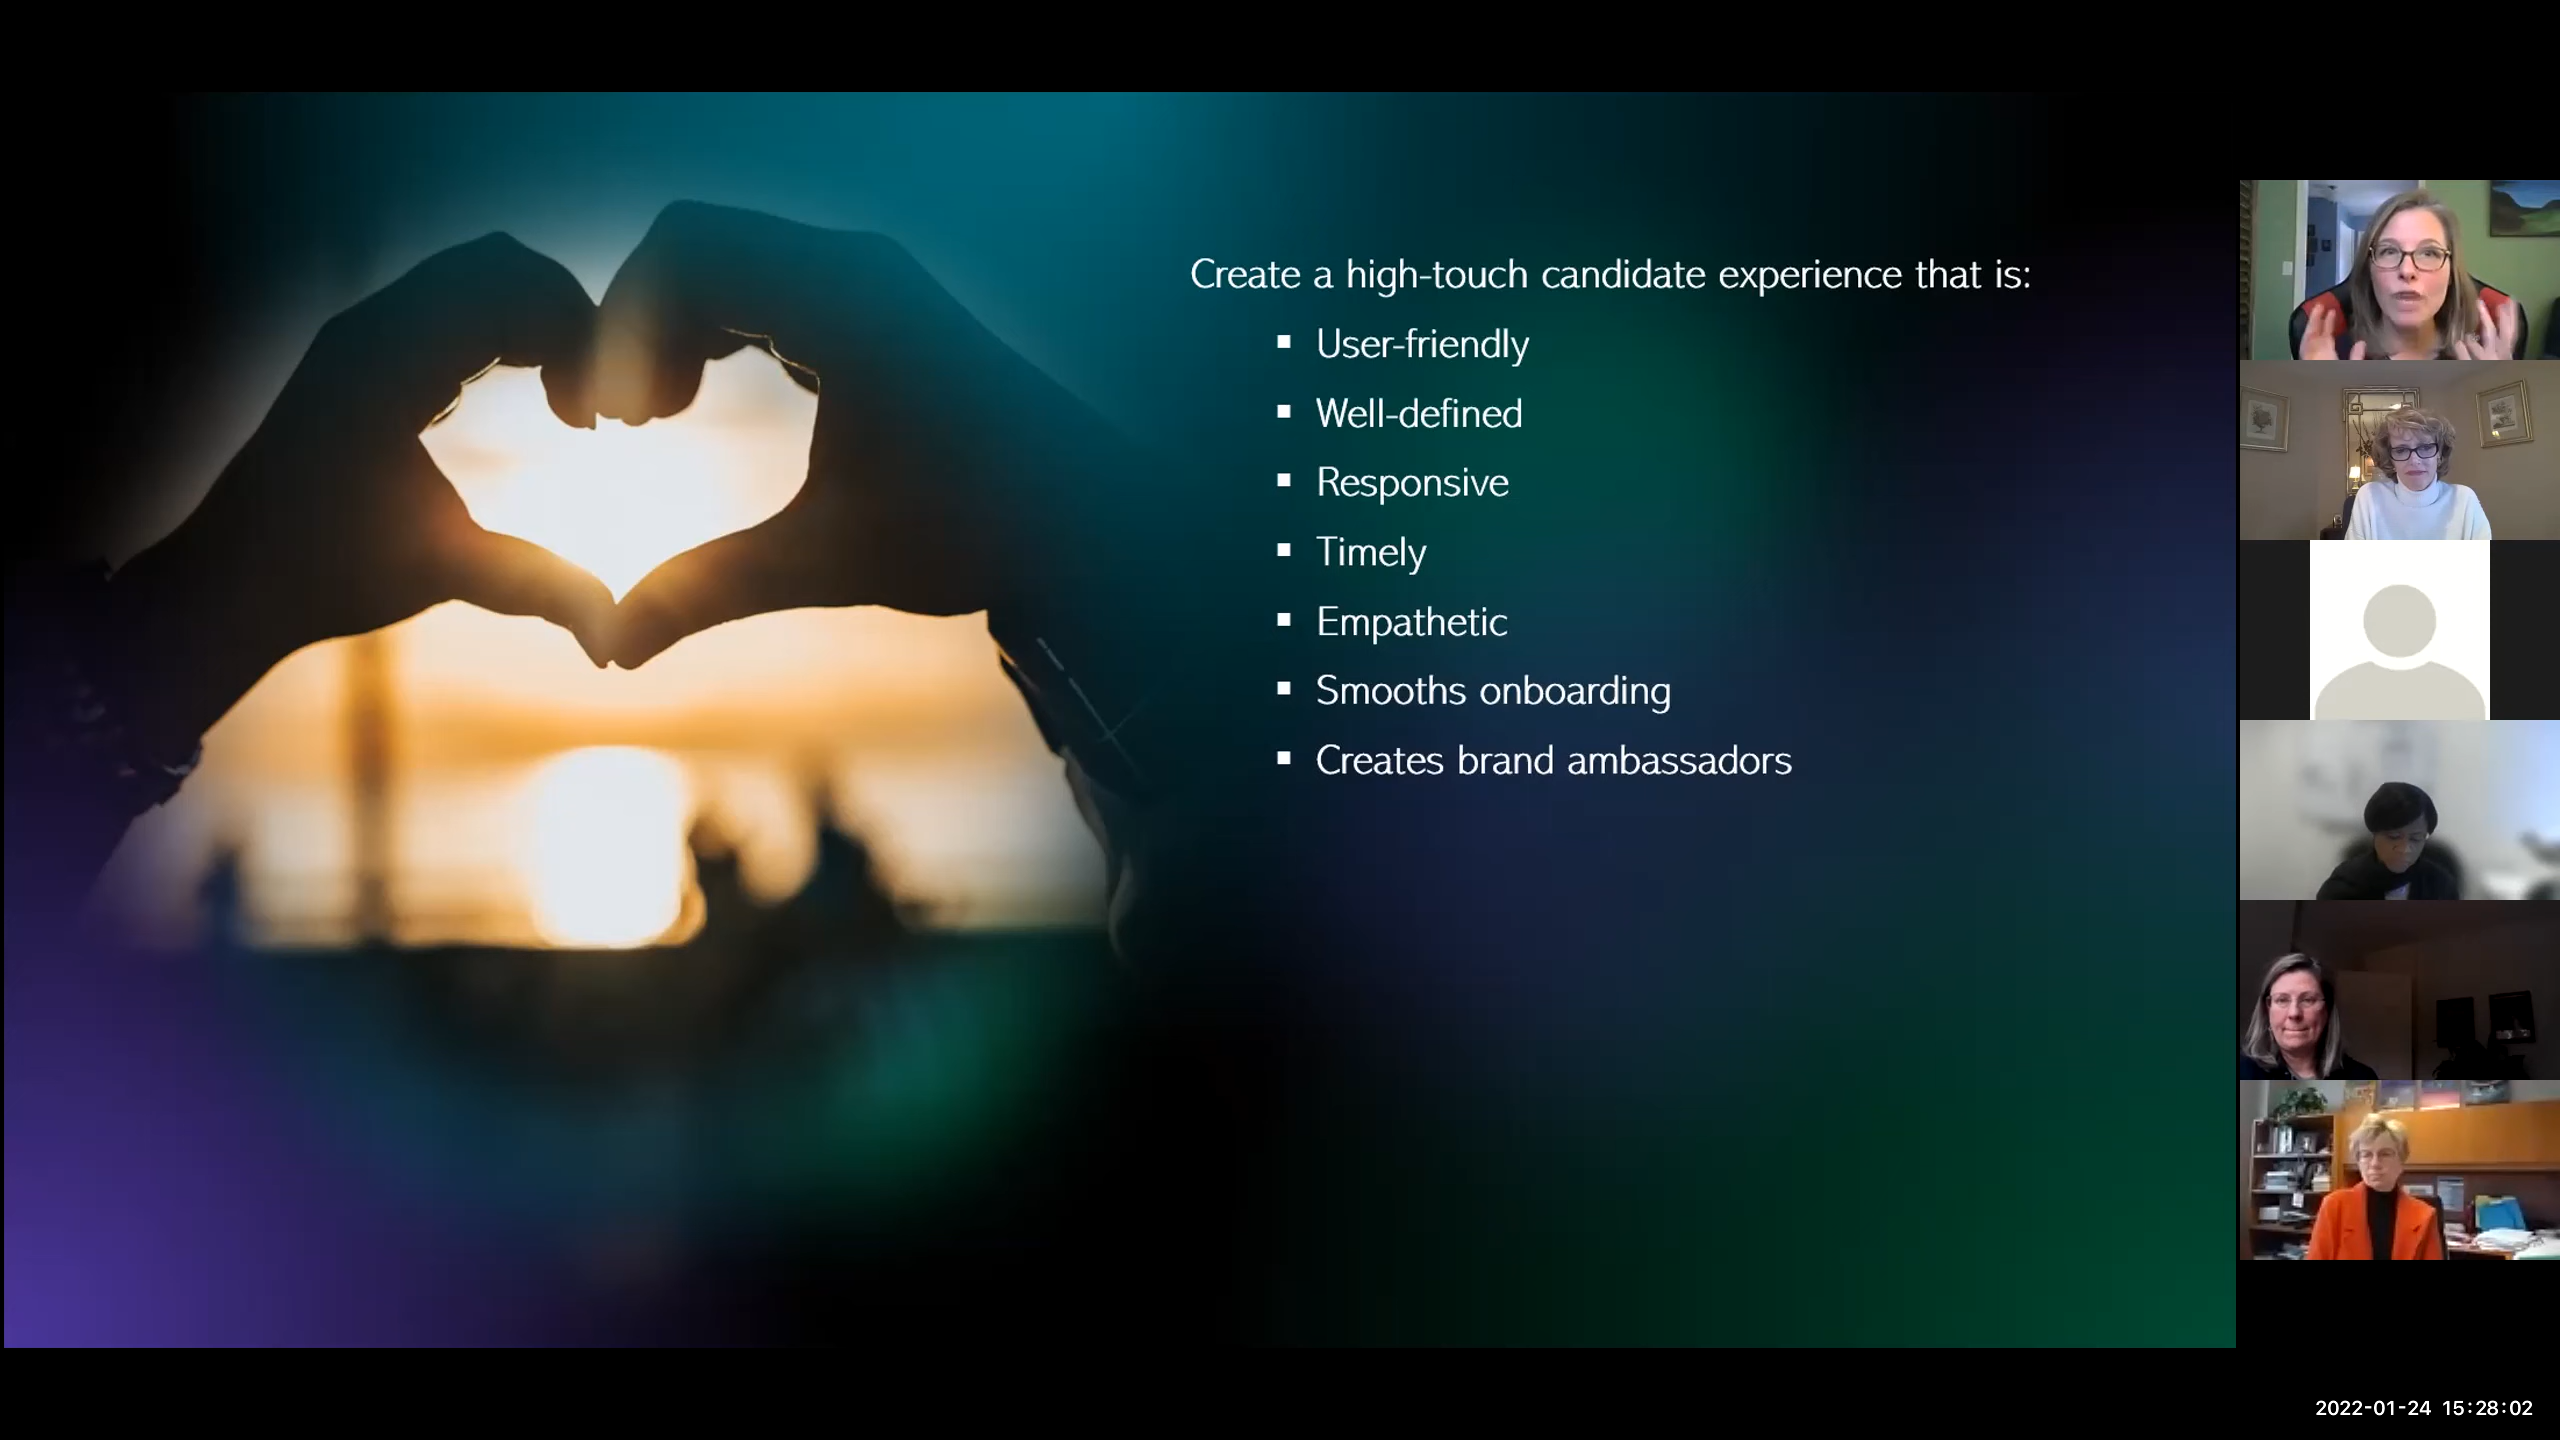 Create a high-touch candidate experience that is:
▪ User-friendly
▪ Well-defined
▪ Responsive
▪ Timely
▪ Empathetic
▪ Smooths onboarding
▪ Creates brand ambassadors
2022-01-24 15:28:02